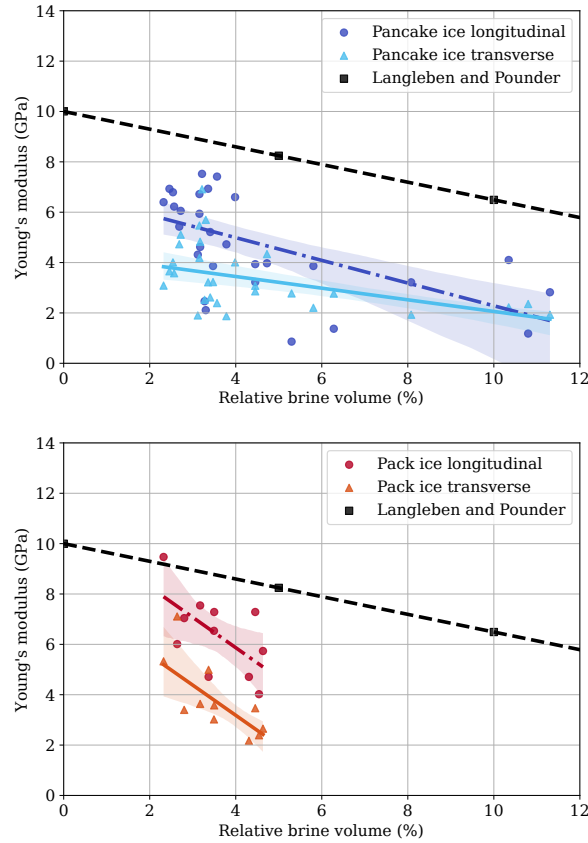 14
12
10
8
6
4
2
0
Young's modulus (GPa)
Pancake ice longitudinal
Pancake ice transverse
Langleben and Pounder
0 2 4 6 8 10 12
Relative brine volume (%)
14
12
10
8
6
4
2
0
Young's modulus (GPa)
Pack ice longitudinal
Pack ice transverse
Langleben and Pounder
0 2 4 6 8 10 12
Relative brine volume (%)